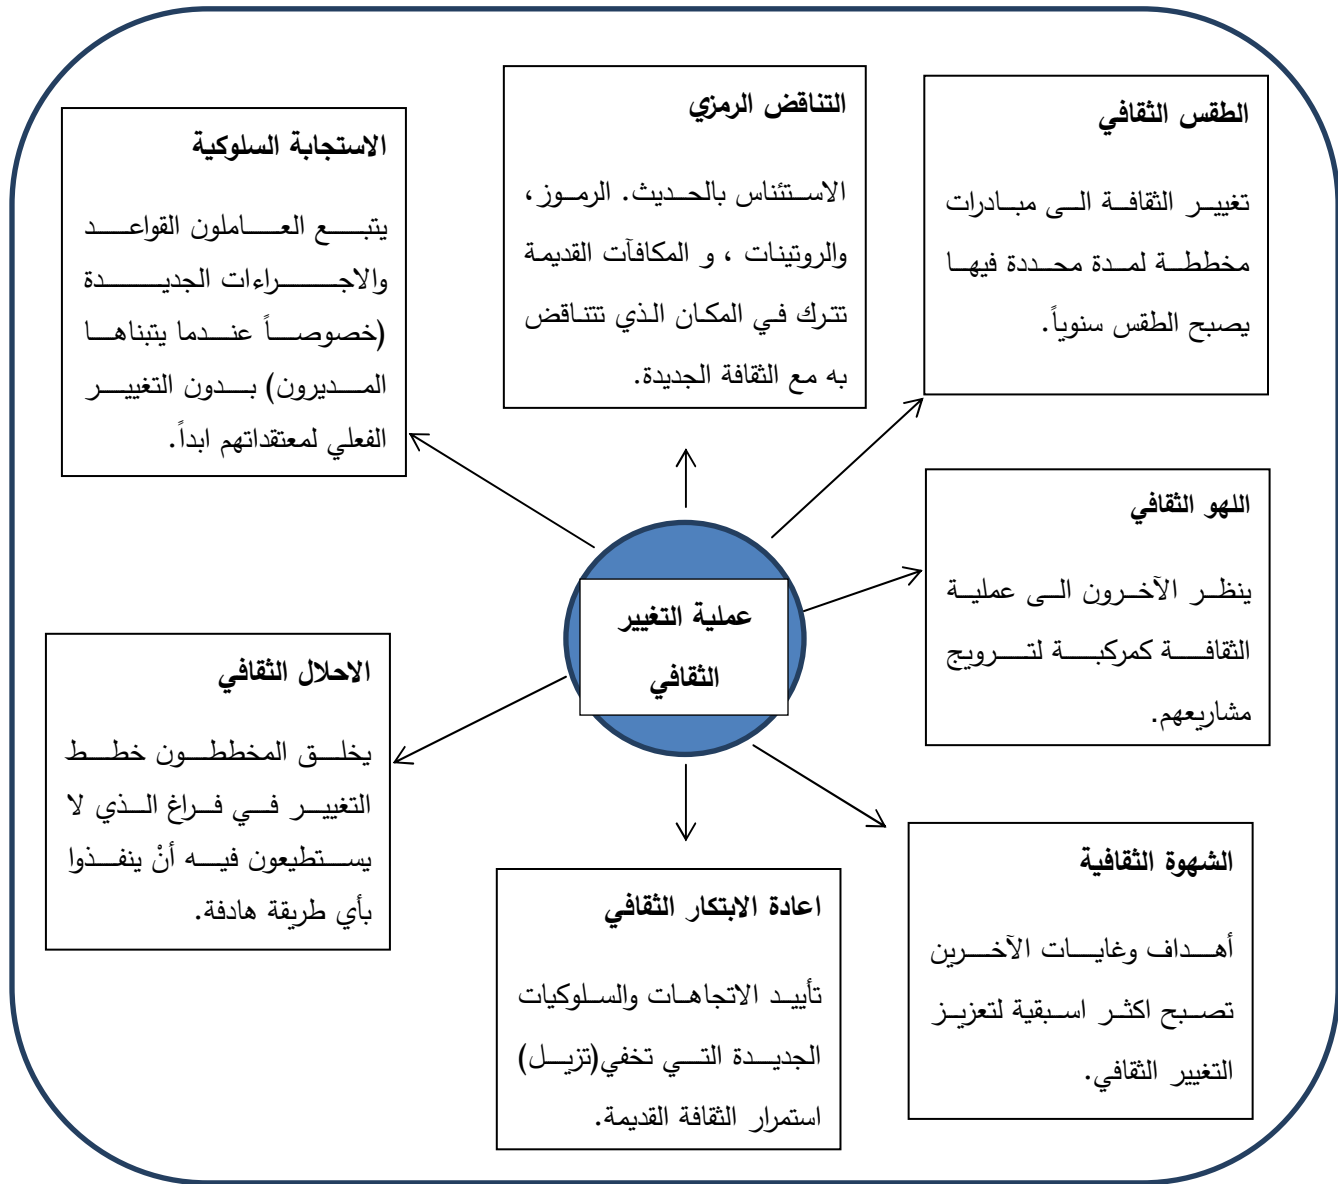 الطقس الثقافي
تغيير الثقافة الى مبادرات
مخططة لمدة محددة فيها
يصبح الطقس سنوياً.
التناقض الرمزي
الاستئناس بالحديث. الرموز،
والروتينات ، و المكافآت القديمة
تترك في المكان الذي تتناقض
به مع الثقافة الجديدة.
الاستجابة السلوكية
يتبع العاملون القواعد
والاجراءات الجديدة
(خصوصاً عندما يتبناها
المديرون) بدون التغيير
الفعلي لمعتقداتهم ابداً.
اللهو الثقافي
ينظر الآخرون الى عملية
الثقافة كمركبة لترويج
مشاريعهم.
عملية التغيير
الثقافي
الاحلال الثقافي
يخلق المخططون خطط
التغيير في فراغ الذي لا
يستطيعون فيه أنْ ينفذوا
بأي طريقة هادفة.
الشهوة الثقافية
أهداف وغايات الآخرين
تصبح اكثر اسبقية لتعزيز
التغيير الثقافي.
اعادة الابتكار الثقافي
تأييد الاتجاهات والسلوكيات
الجديدة التي تخفي(تزيل)
استمرار الثقافة القديمة.